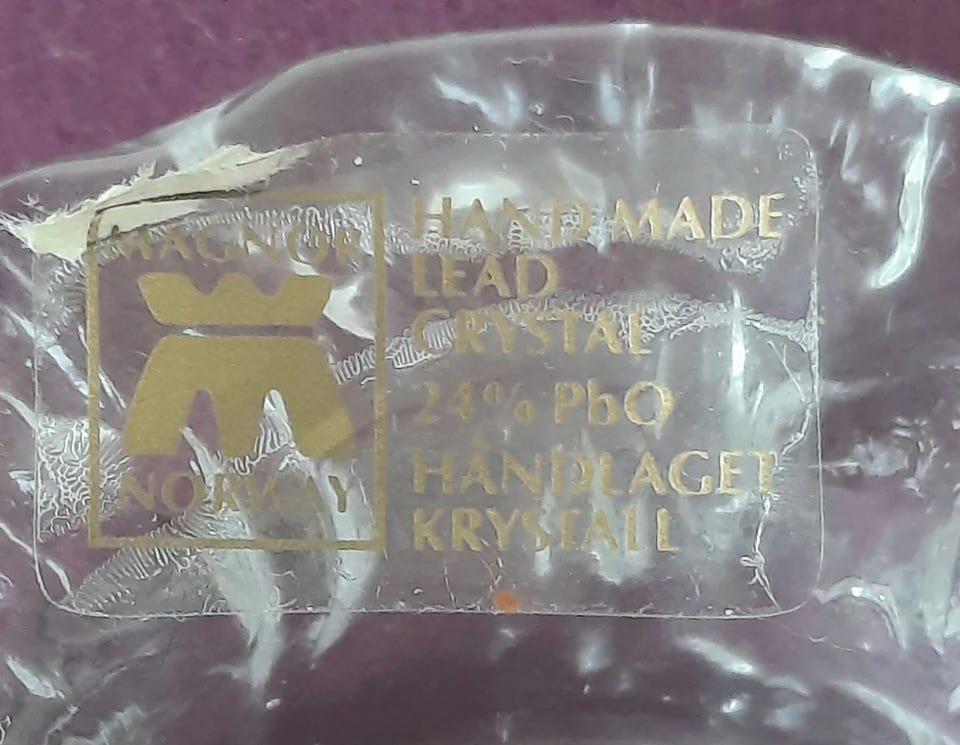 MAGNOR
NORWAY
HAND MADE
LEAD
CRYSTAL
24% PbO
HÅNDLAGET
KRYSTALL